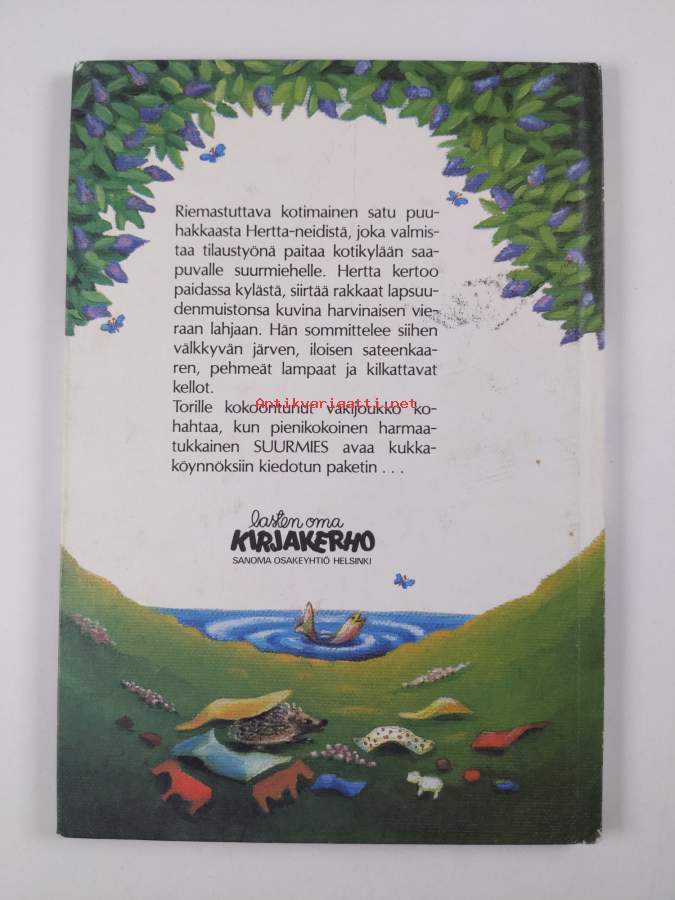 Riemastuttava kotimainen satu puu-
hakkaasta Hertta-neidistä, joka valmis-
taa tilaustyönä paitaa kotikylään saa-
puvalle suurmiehelle. Hertta kertoo
paidassa kylästä, siirtää rakkaat lapsuu-
denmuistonsa kuvina harvinaisen vie-
raan lahjaan. Hän sommittelee siihen
välkkyvän järven, iloisen sateenkaa-
ren, pehmeät lampaat ja kilkattavat
kellot.
Antikvariaatti.net
Torille kokoontunut väkijoukko ko-
hahtaa, kun pienikokoinen harmaa-
tukkainen SUURMIES avaa kukka-
köynnöksiin kiedotun paketin . . .
lasten oma
KIRJAKERHO
SANOMA OSAKEYHTIÖ HELSINKI